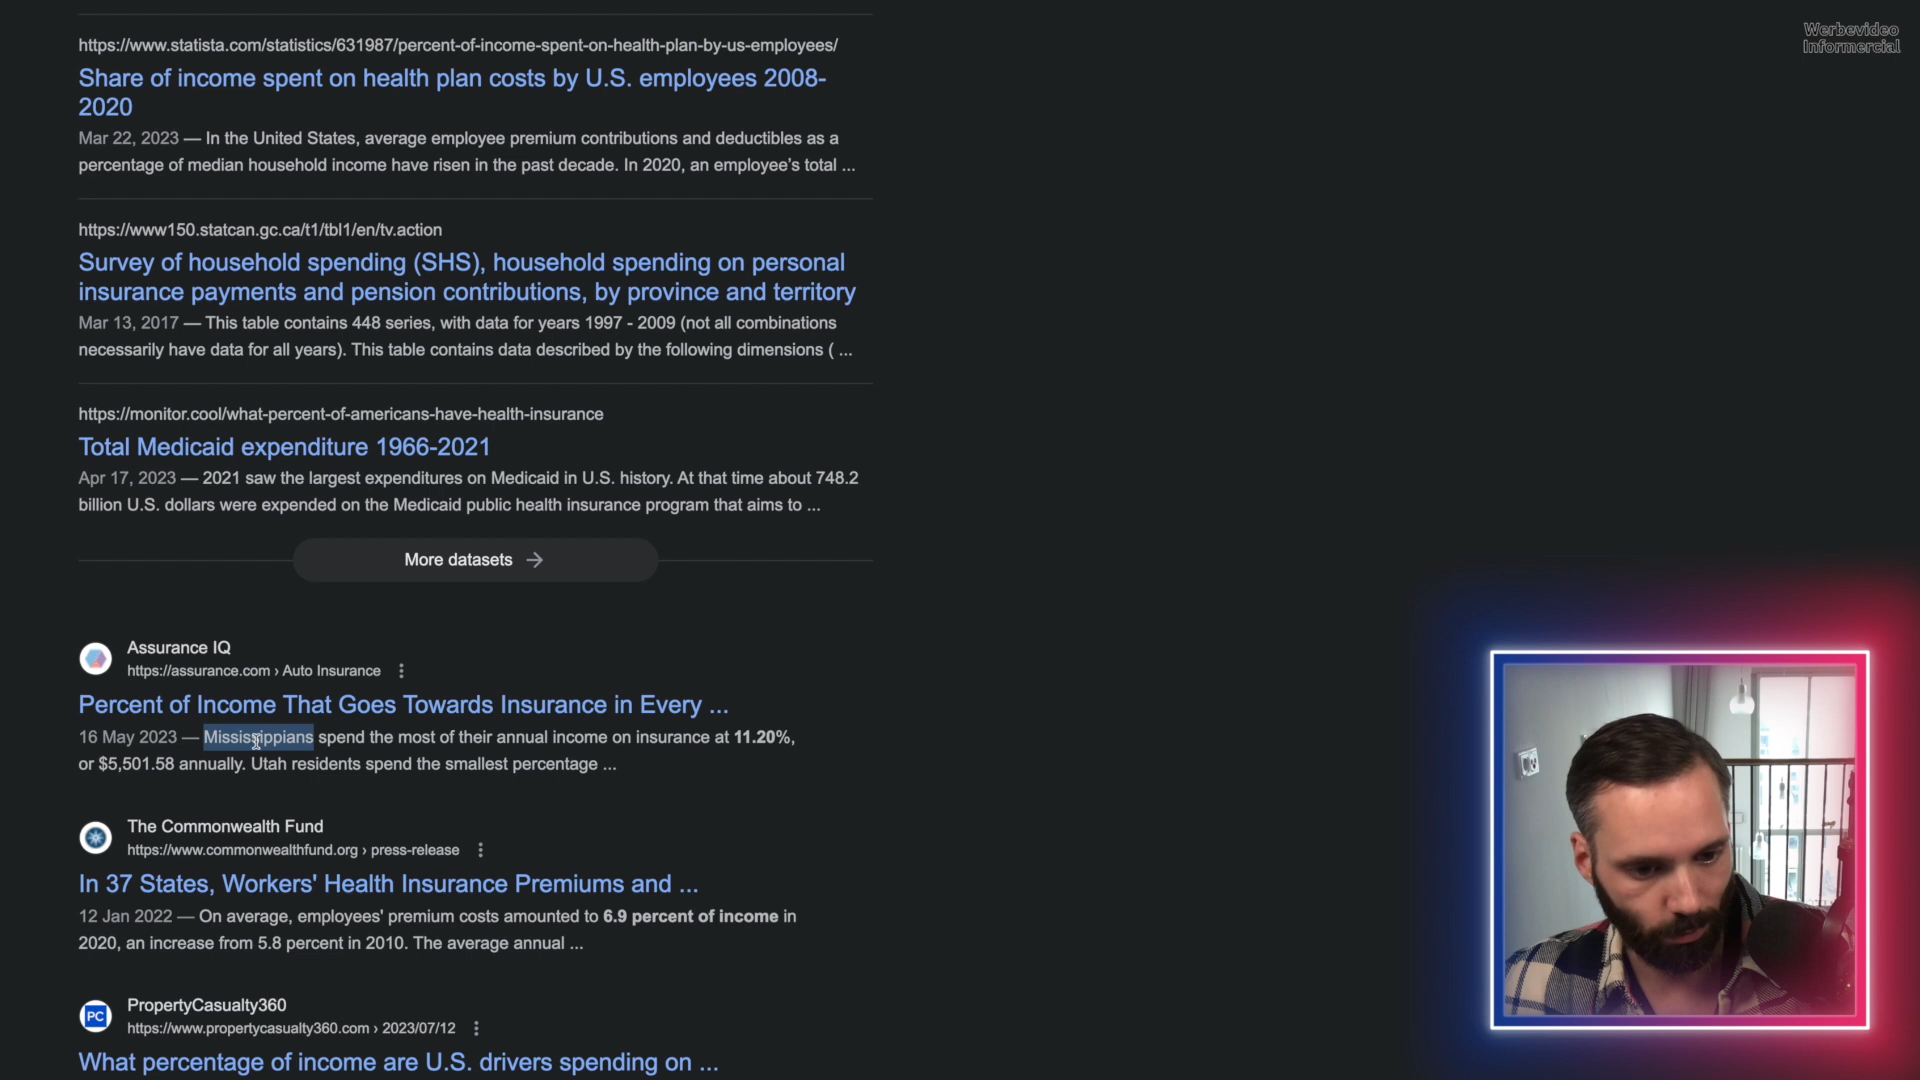 Werbevideo
Informercial
https://www.statista.com/statistics/631987/percent-of-income-spent-on-health-plan-by-us-employees/
Share of income spent on health plan costs by U.S. employees 2008-
2020
Mar 22, 2023 — In the United States, average employee premium contributions and deductibles as a
percentage of median household income have risen in the past decade. In 2020, an employee's total ...
https://www150.statcan.gc.ca/t1/tbl1/en/tv.action
Survey of household spending (SHS), household spending on personal
insurance payments and pension contributions, by province and territory
Mar 13, 2017 — This table contains 448 series, with data for years 1997 - 2009 (not all combinations
necessarily have data for all years). This table contains data described by the following dimensions ( ...
https://monitor.cool/what-percent-of-americans-have-health-insurance
Total Medicaid expenditure 1966-2021
Apr 17, 2023 — 2021 saw the largest expenditures on Medicaid in U.S. history. At that time about 748.2
billion U.S. dollars were expended on the Medicaid public health insurance program that aims to ...
More datasets →
Assurance IQ
https://assurance.com › Auto Insurance
Percent of Income That Goes Towards Insurance in Every ...
16 May 2023 — Mississippians spend the most of their annual income on insurance at 11.20%,
or $5,501.58 annually. Utah residents spend the smallest percentage ...
The Commonwealth Fund
https://www.commonwealthfund.org › press-release
In 37 States, Workers' Health Insurance Premiums and ...
12 Jan 2022 — On average, employees' premium costs amounted to 6.9 percent of income in
2020, an increase from 5.8 percent in 2010. The average annual ...
PC
PropertyCasualty360
https://www.propertycasualty360.com › 2023/07/12
What percentage of income are U.S. drivers spending on ...